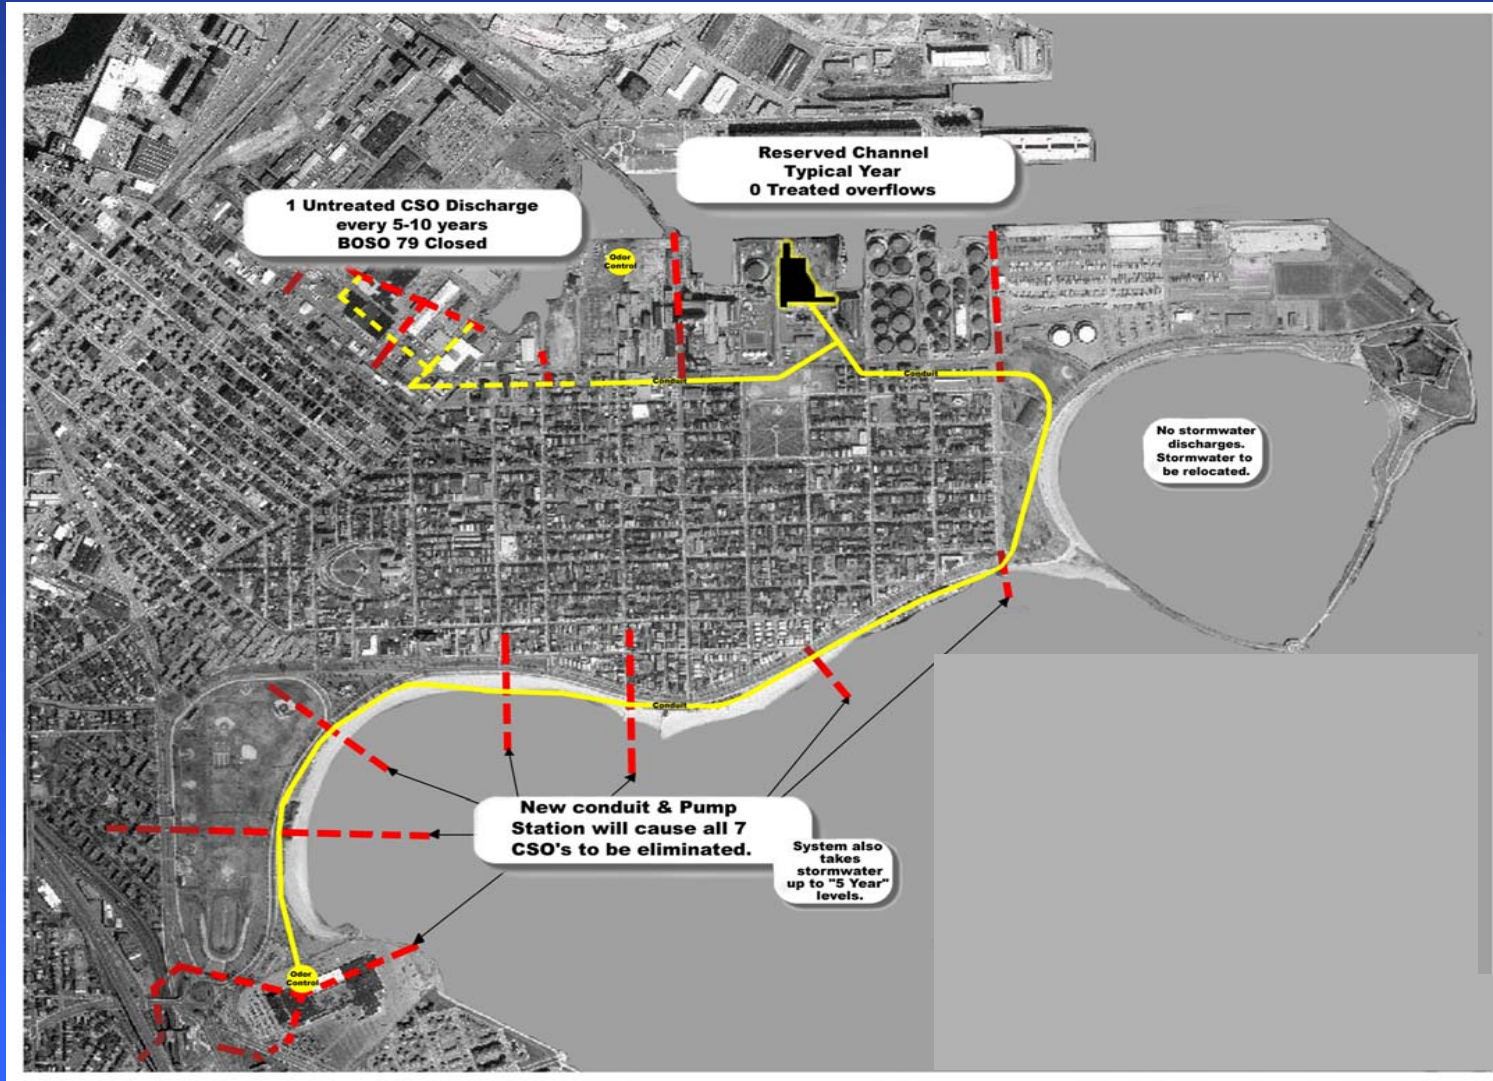 Reserved Channel
Typical Year
0 Treated overflows
1 Untreated CSO Discharge
every 5-10 years
BOSO 79 Closed
Odor
Control
Conduit
Conduit
No stormwater
discharges.
Stormwater to
be relocated.
Conduit
New conduit & Pump
Station will cause all 7
CSO's to be eliminated.
System also
takes
stormwater
up to "5 Year"
levels.
Odor
Control